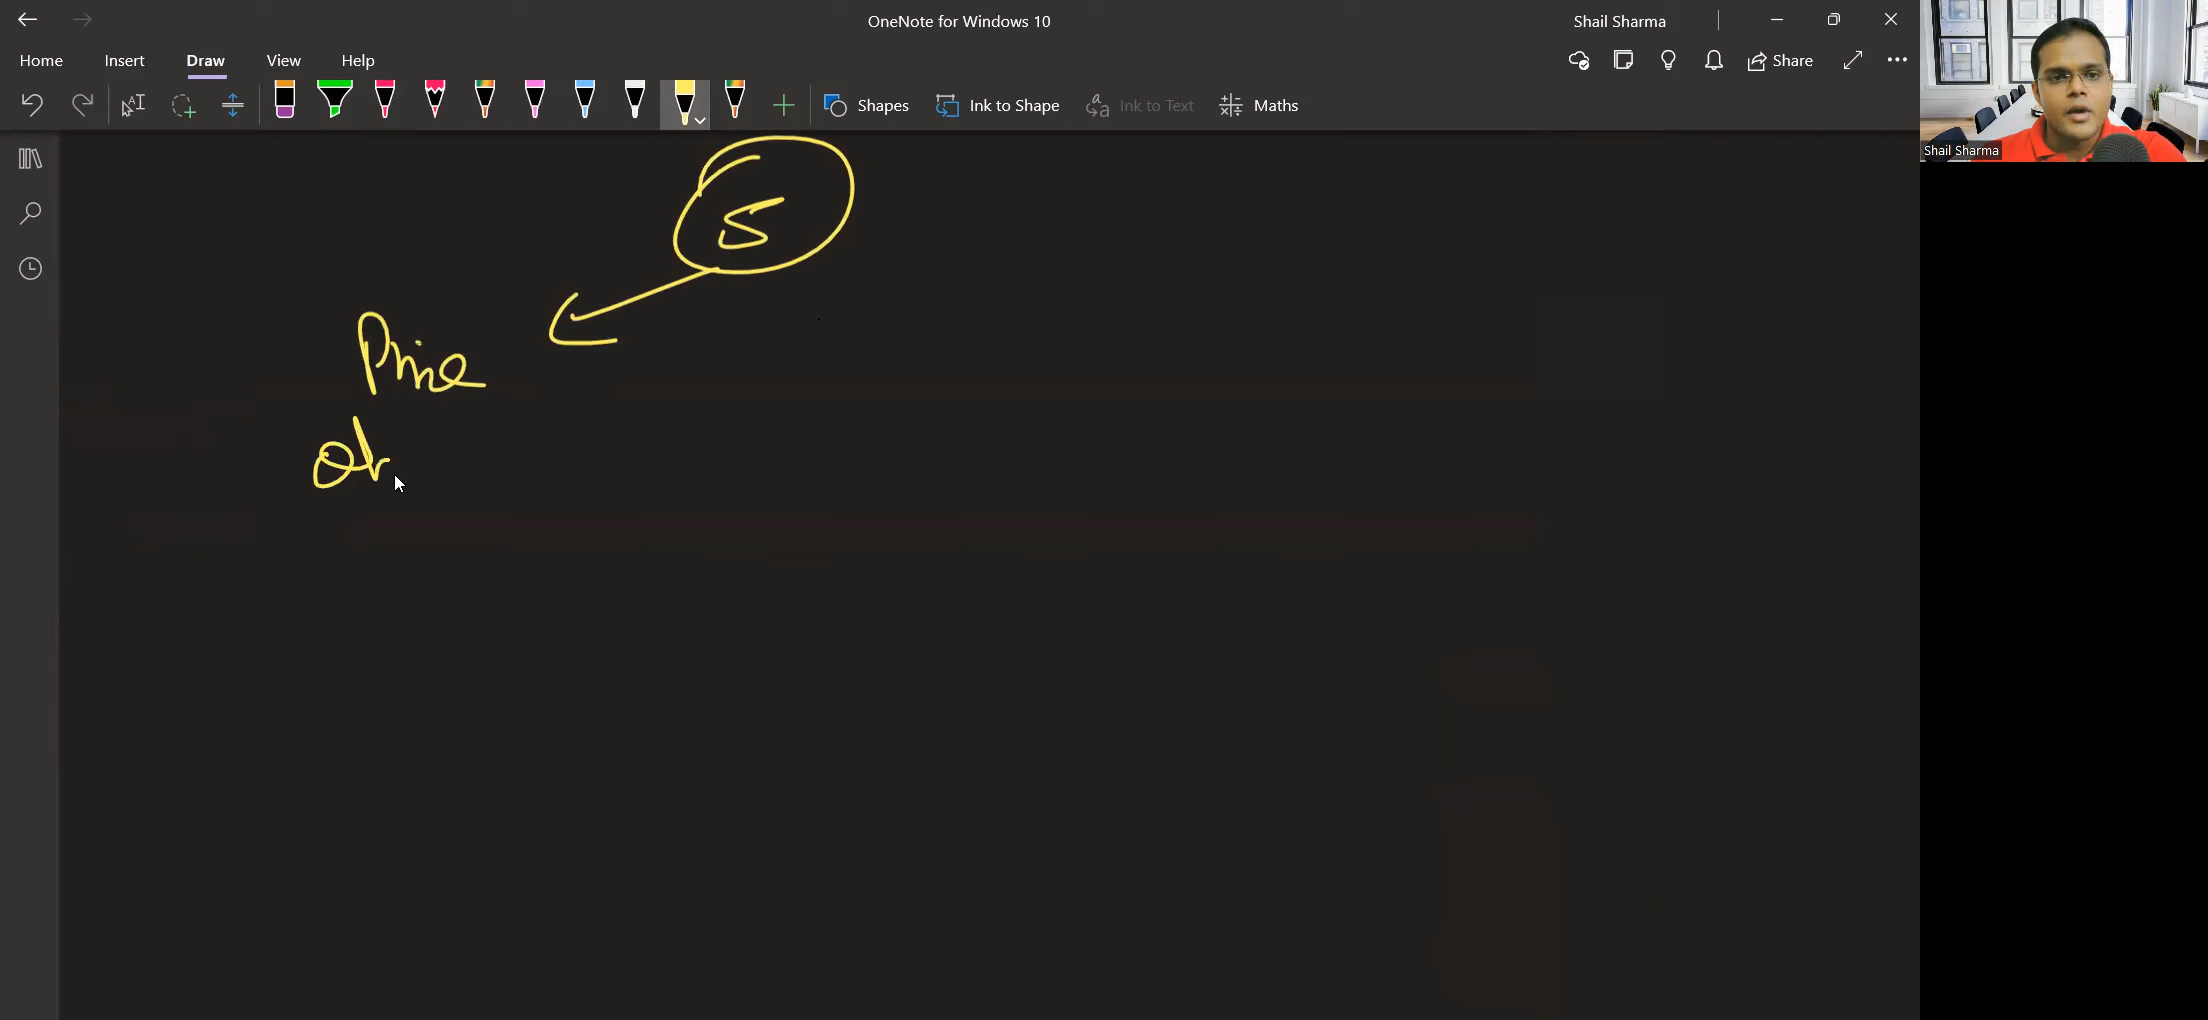 OneNote for Windows 10
Shail Sharma
Home Insert Draw View Help
Share
Shapes Ink to Shape Ink to Text Maths
Shail Sharma
S